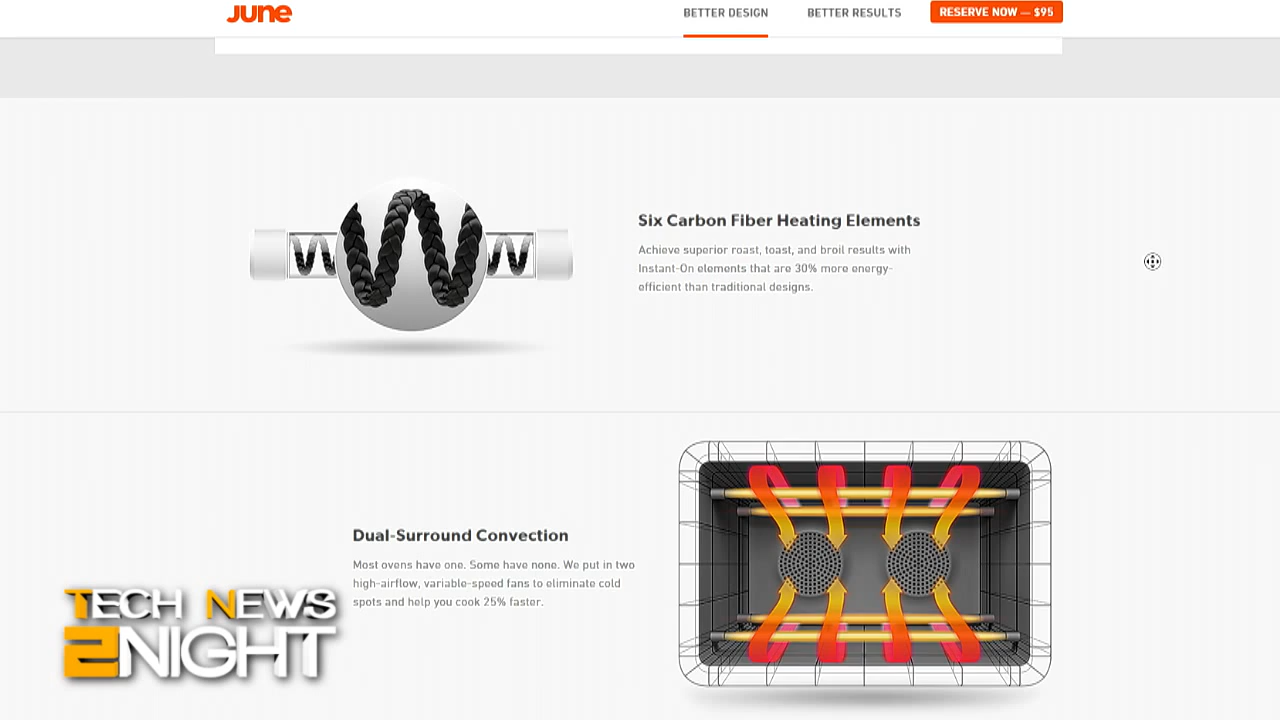 June
BETTER DESIGN
BETTER RESULTS
RESERVE NOW — $95
Six Carbon Fiber Heating Elements
Achieve superior roast, toast, and broil results with
Instant-On elements that are 30% more energy-
efficient than traditional designs.
Dual-Surround Convection
Most ovens have one. Some have none. We put in two
high-airflow, variable-speed fans to eliminate cold
spots and help you cook 25% faster.
TECH NEWS
2NIGHT